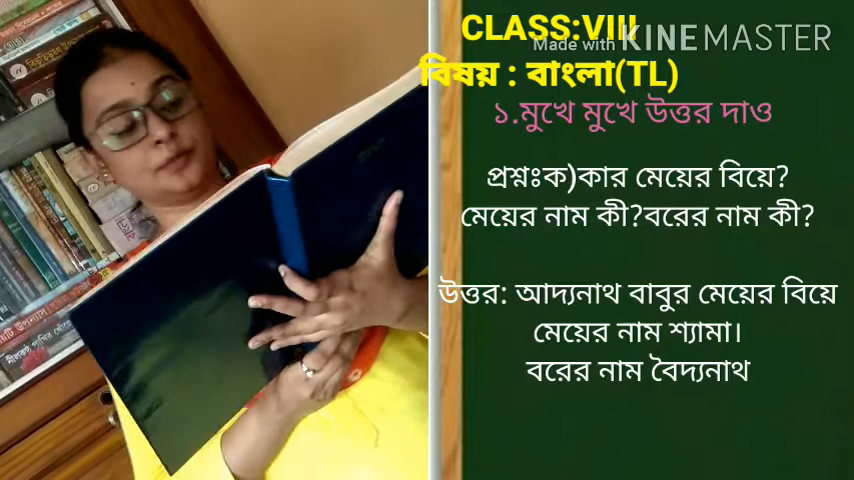 CLASS:VIII
Made with KINEMASTER
বিষয় : বাংলা(TL)
১.মুখে মুখে উত্তর দাও
প্রশ্নঃক)কার মেয়ের বিয়ে?
মেয়ের নাম কী?বরের নাম কী?
উত্তর: আদ্যনাথ বাবুর মেয়ের বিয়ে
মেয়ের নাম শ্যামা।
বরের নাম বৈদ্যনাথ